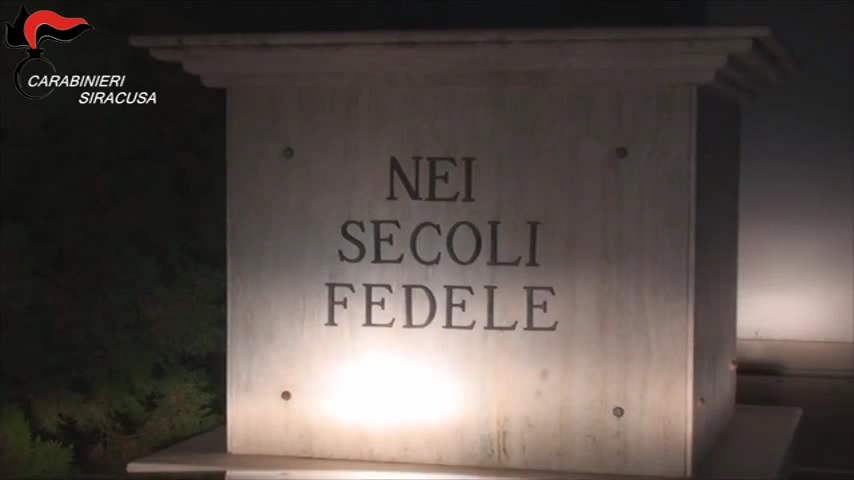 CARABINIERI
SIRACUSA
NEI
SECOLI
FEDELE